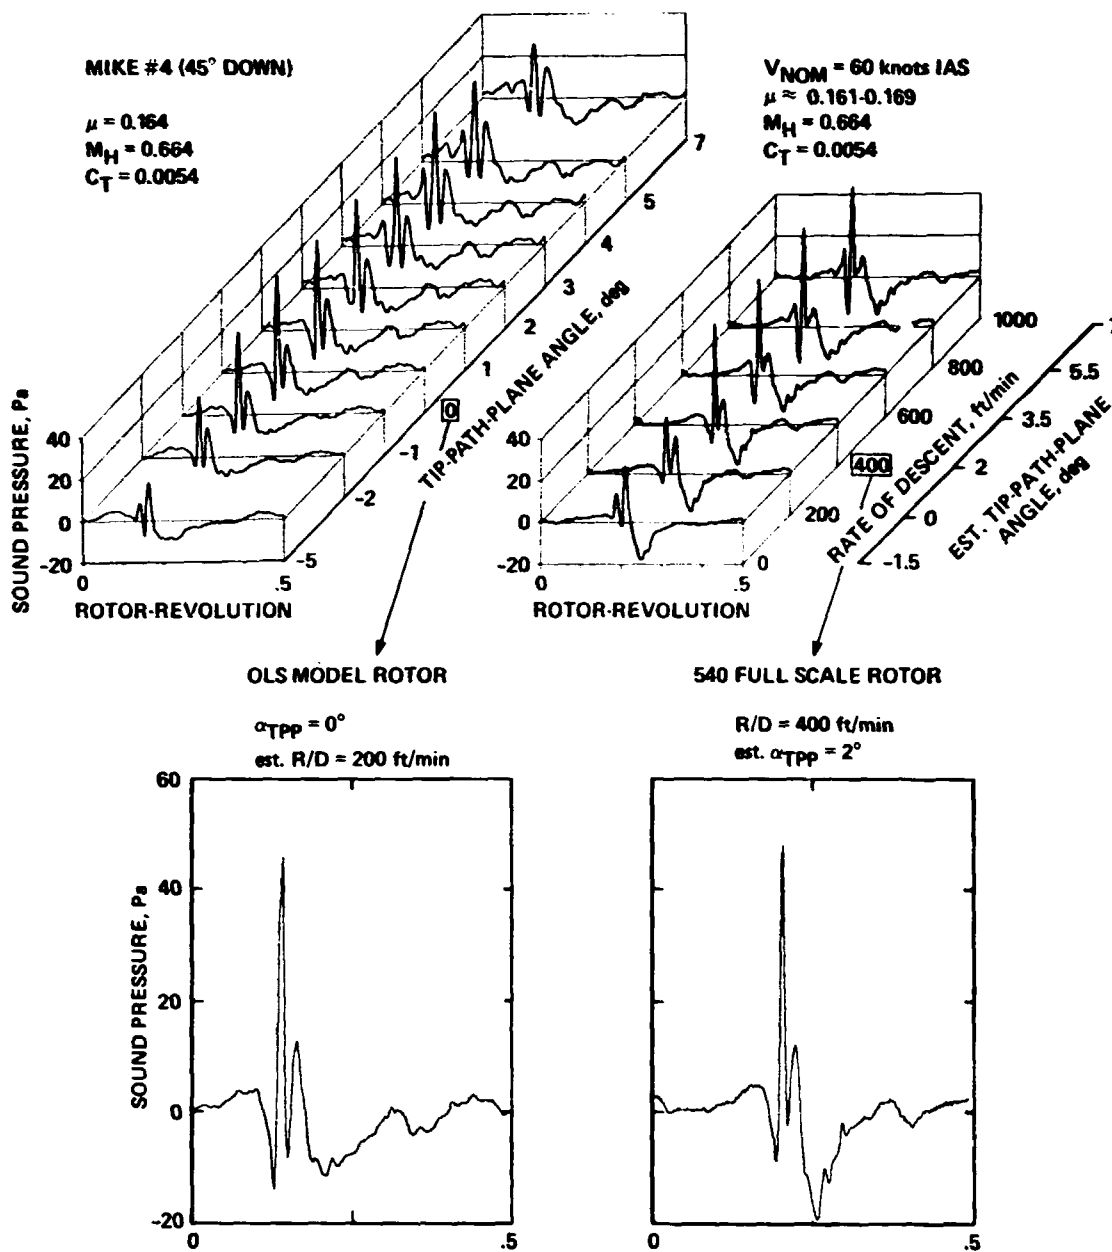 MIKE #4 (45° DOWN)
μ = 0.164
M_H = 0.664
C_T = 0.0054
V_NOM = 60 knots IAS
μ ≈ 0.161-0.169
M_H = 0.664
C_T = 0.0054
7
5
4
3
2
1
0
-1
-2
-5
TIP-PATH-PLANE ANGLE, deg
SOUND PRESSURE, Pa
40
20
0
-20
0
.5
ROTOR-REVOLUTION
40
20
0
-20
0
.5
ROTOR-REVOLUTION
1000
800
600
400
200
0
RATE OF DESCENT, ft/min
5.5
3.5
2
0
-1.5
EST. TIP-PATH-PLANE
ANGLE, deg
OLS MODEL ROTOR
α_TPP = 0°
est. R/D = 200 ft/min
540 FULL SCALE ROTOR
R/D = 400 ft/min
est. α_TPP = 2°
SOUND PRESSURE, Pa
60
40
20
0
-20
0
.5
0
.5